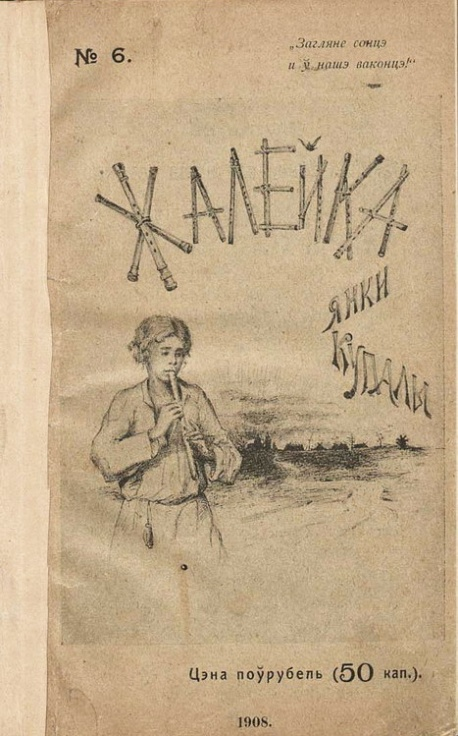 № 6.
„Загляне сонцэ
и ў нашэ ваконцэ!“
ЖАЛЕЙКА
ЯНКИ
КУПАЛЫ
Цэна поўрубель (50 кап.).
1908.